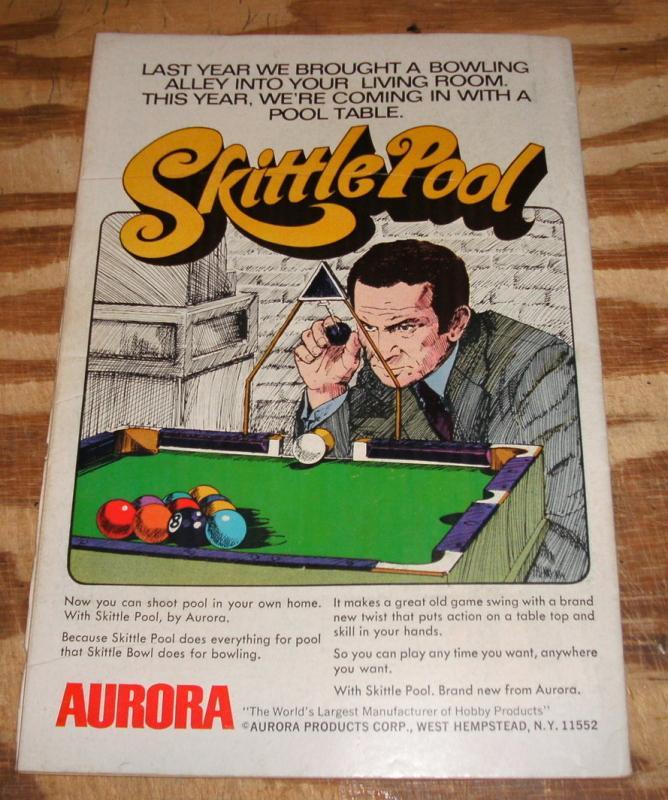 LAST YEAR WE BROUGHT A BOWLING
ALLEY INTO YOUR LIVING ROOM.
THIS YEAR, WE'RE COMING IN WITH A
POOL TABLE.
Skittle Pool
8
Now you can shoot pool in your own home.
With Skittle Pool, by Aurora.
Because Skittle Pool does everything for pool
that Skittle Bowl does for bowling.
It makes a great old game swing with a brand
new twist that puts action on a table top and
skill in your hands.
So you can play any time you want, anywhere
you want.
With Skittle Pool. Brand new from Aurora.
AURORA
"The World's Largest Manufacturer of Hobby Products"
©AURORA PRODUCTS CORP., WEST HEMPSTEAD, N.Y. 11552